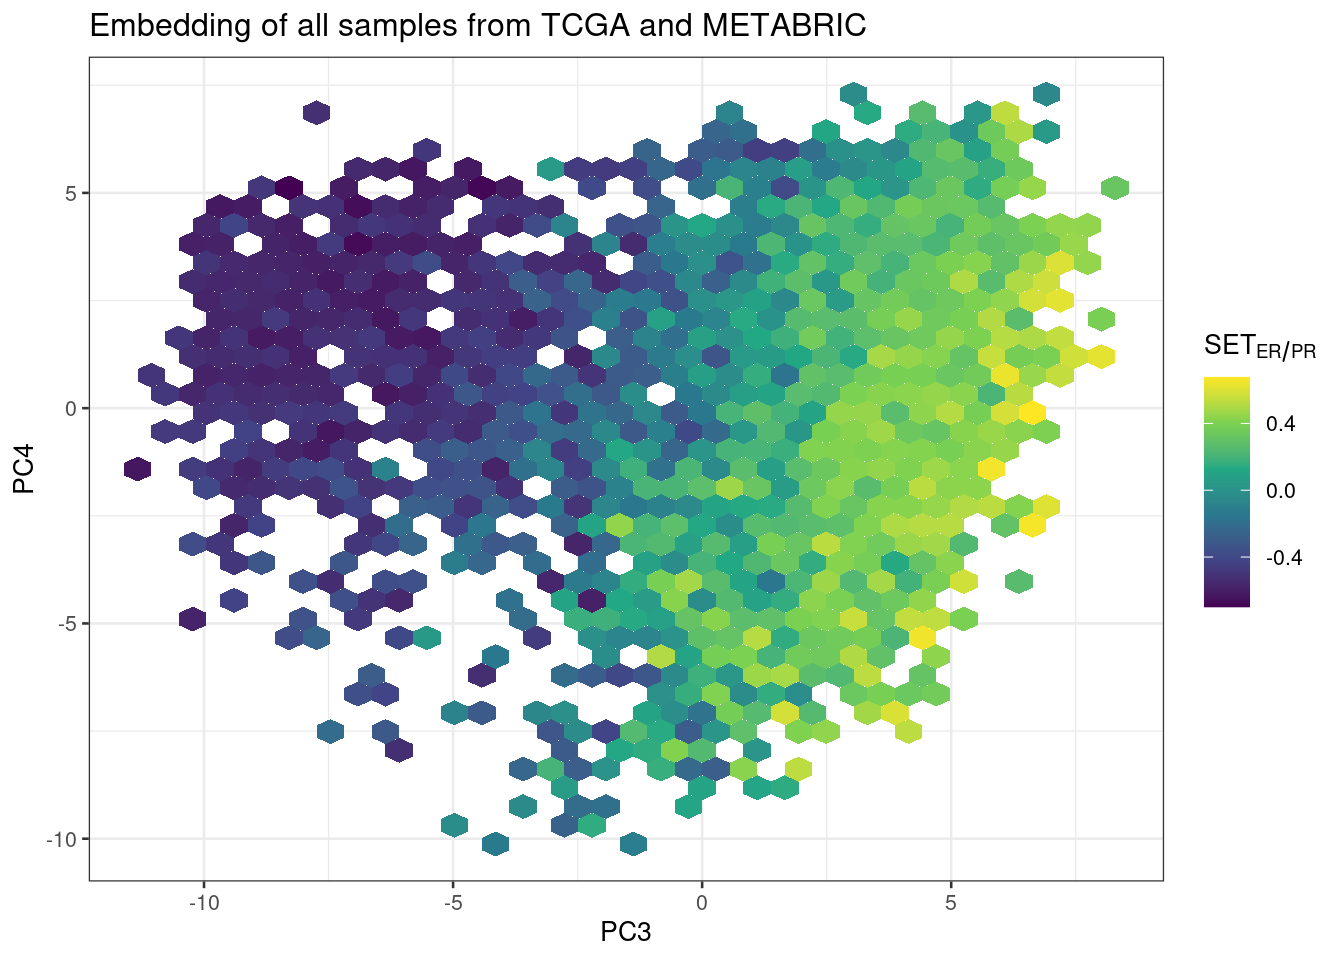 Embedding of all samples from TCGA and METABRIC
5
0
-5
-10
PC4
-10
-5
0
5
PC3
SETER/PR
0.4
0.0
-0.4